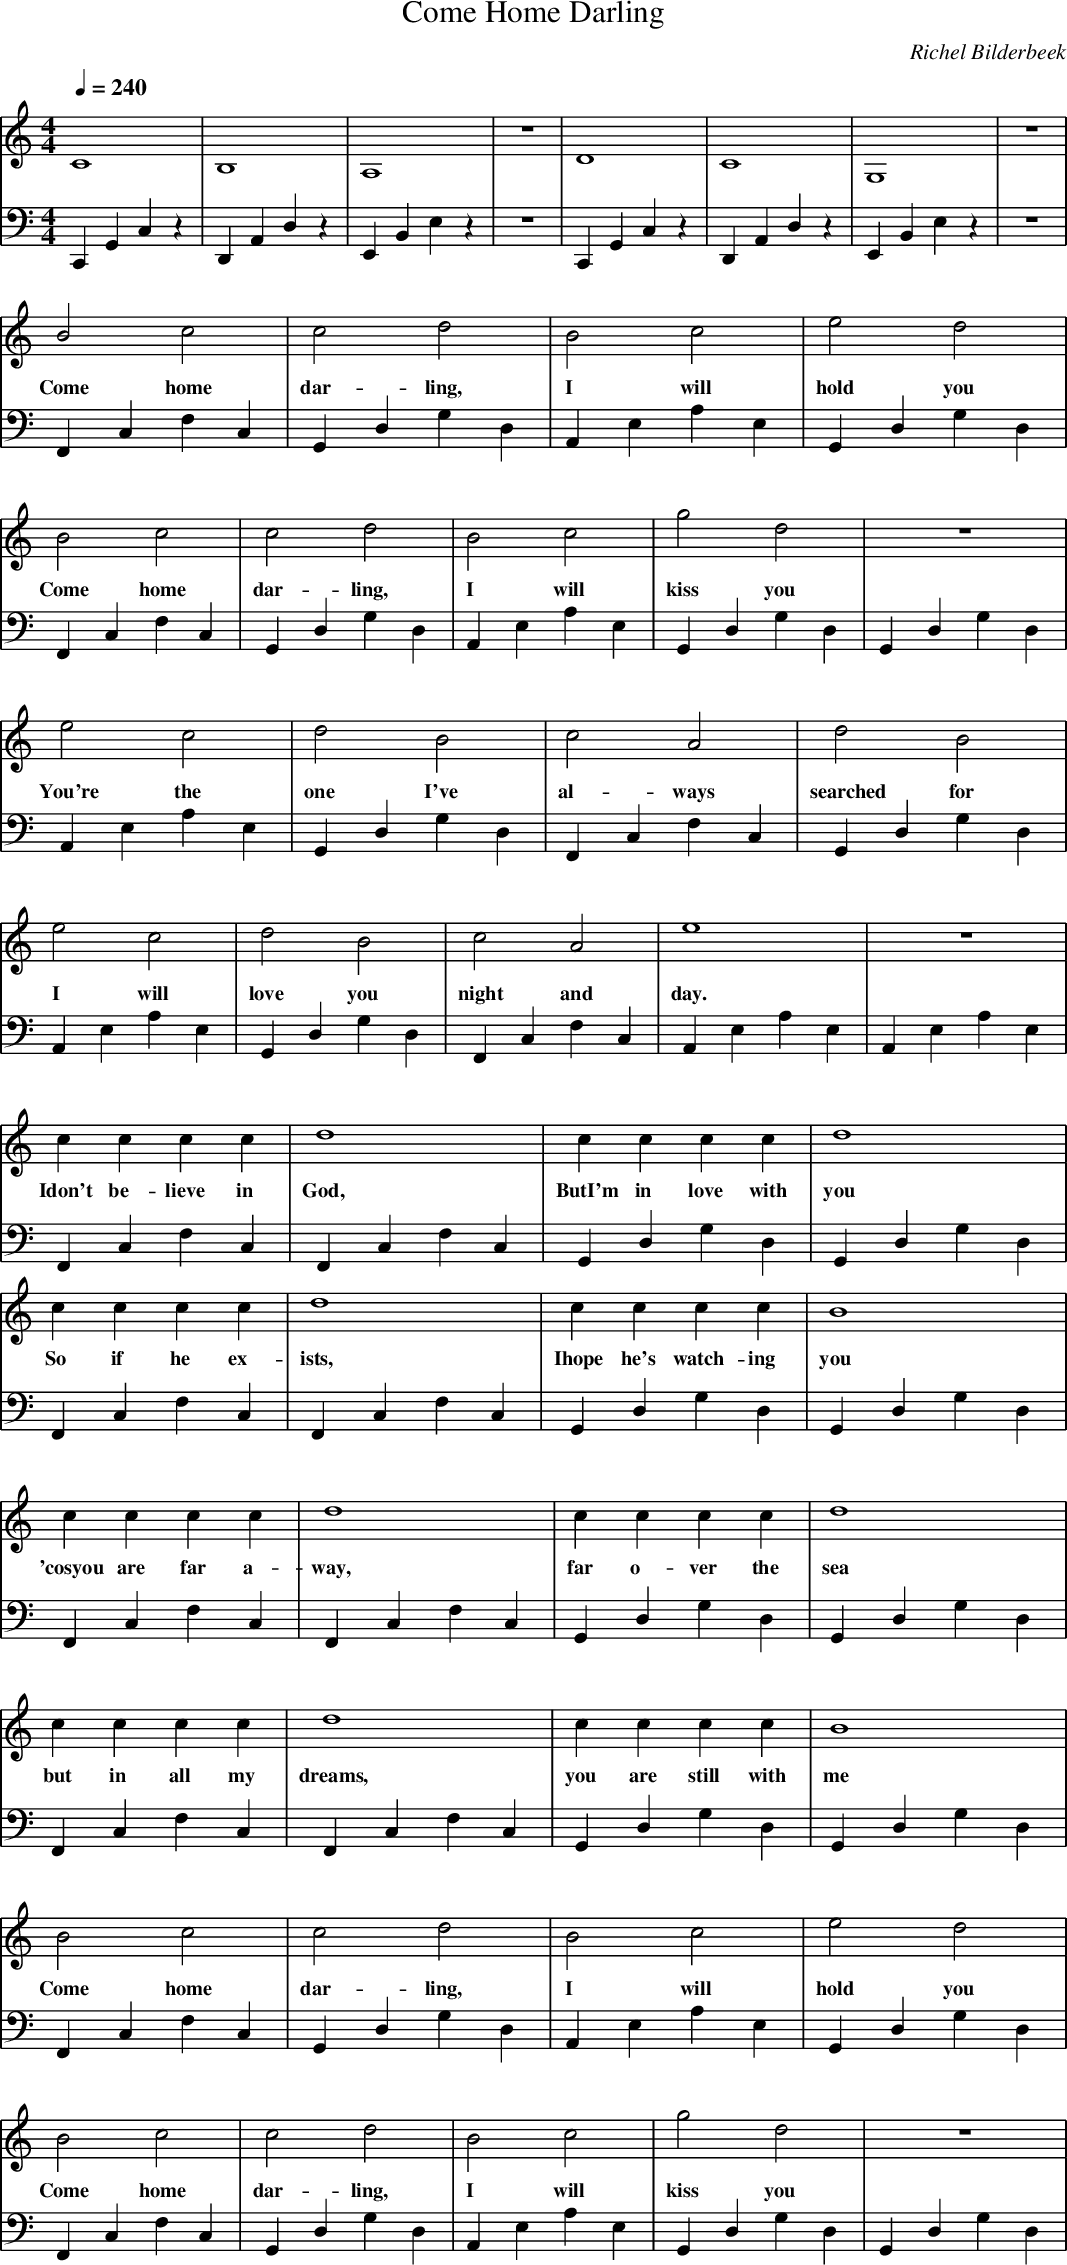 Come Home Darling
Richel Bilderbeek
= 240
4 4
4 4
Come home dar - ling, I will hold you
Come home dar - ling, I will kiss you
You're the one I've al - ways searched for
I will love you night and day.
Idon't be - lieve in God, ButI'm in love with you
So if he ex - ists, Ihope he's watch - ing you
'cosyou are far a - way, far o - ver the sea
but in all my dreams, you are still with me
Come home dar - ling, I will hold you
Come home dar - ling, I will kiss you